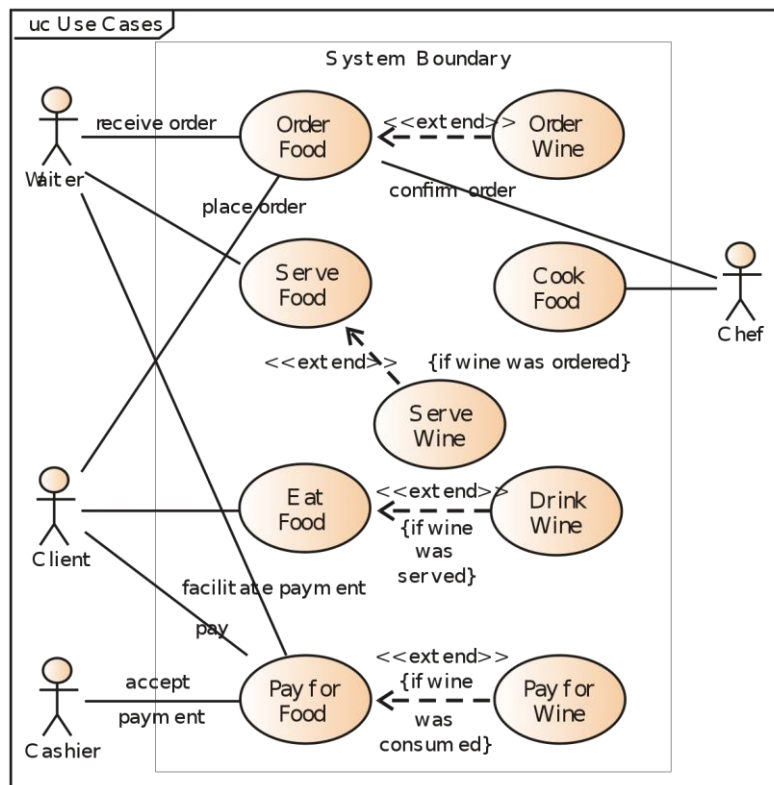 uc Use Cases
System Boundary
receive order
Order
Food
<<extend>>
Order
Wine
Waiter
place order
confirm order
Serve
Food
Cook
Food
Chef
<<extend>>
{if wine was ordered}
Serve
Wine
Eat
Food
<<extend>>
{if wine
was
served}
Drink
Wine
Client
facilitate payment
pay
accept
payment
Pay for
Food
<<extend>>
{if wine
was
consumed}
Pay for
Wine
Cashier